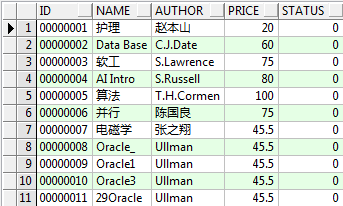 ID NAME AUTHOR PRICE STATUS
1 00000001 护理 赵本山 20 0
2 00000002 Data Base C.J.Date 60 0
3 00000003 软工 S.Lawrence 75 0
4 00000004 AI Intro S.Russell 80 0
5 00000005 算法 T.H.Cormen 100 0
6 00000006 并行 陈国良 75 0
7 00000007 电磁学 张之翔 45.5 0
8 00000008 Oracle_ Ullman 45.5 0
9 00000009 Oracle1 Ullman 45.5 0
10 00000010 Oracle3 Ullman 45.5 0
11 00000011 29Oracle Ullman 45.5 0